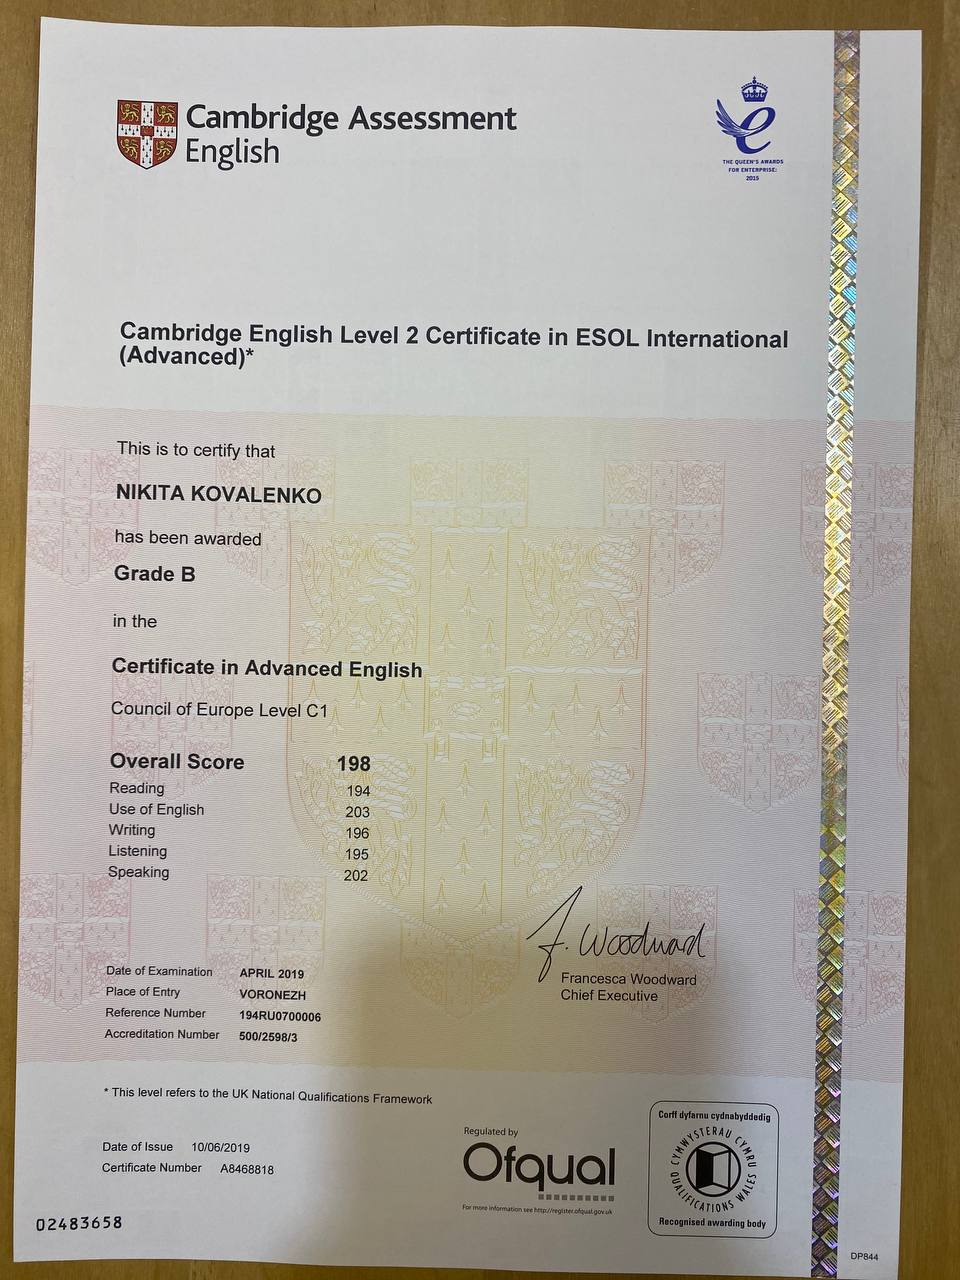 Cambridge Assessment
English
THE QUEEN'S AWARDS
FOR ENTERPRISE:
2015
Cambridge English Level 2 Certificate in ESOL International
(Advanced)*
This is to certify that
NIKITA KOVALENKO
has been awarded
Grade B
in the
Certificate in Advanced English
Council of Europe Level C1
Overall Score 198
Reading 194
Use of English 203
Writing 196
Listening 195
Speaking 202
F. Woodward
Francesca Woodward
Chief Executive
Date of Examination APRIL 2019
Place of Entry VORONEZH
Reference Number 194RU0700006
Accreditation Number 500/2598/3
* This level refers to the UK National Qualifications Framework
Date of Issue 10/06/2019
Certificate Number A8468818
Regulated by
Ofqual
For more information see http://register.ofqual.gov.uk
Corff dyfarnu cydnabyddedig
CYMWYSTERAU CYMRU
QUALIFICATIONS WALES
Recognised awarding body
02483658
DP844